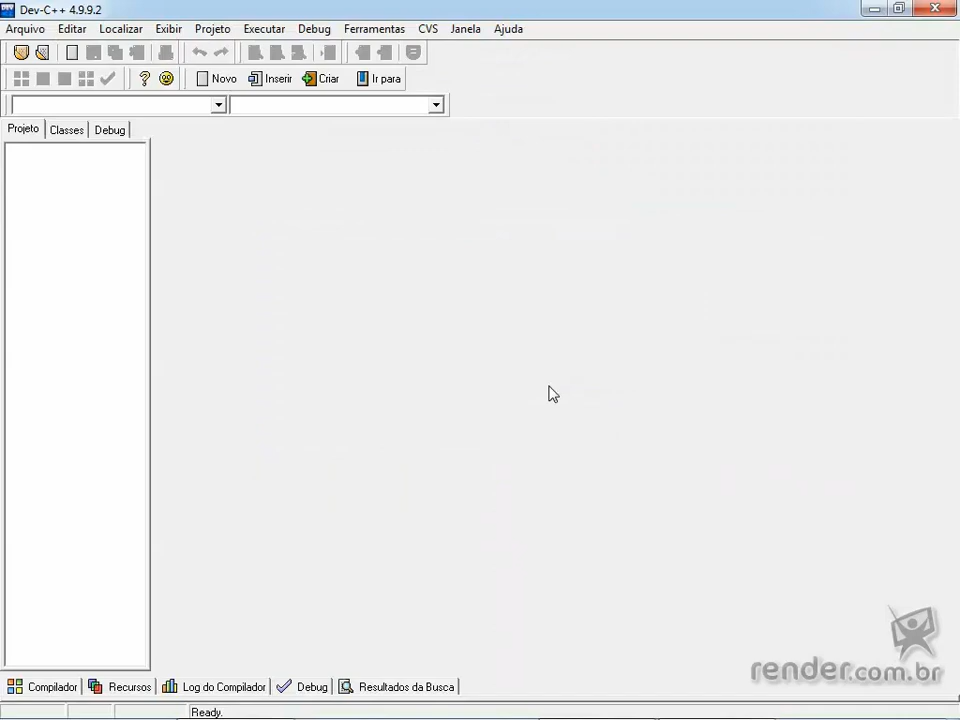 Dev-C++ 4.9.9.2
Arquivo Editar Localizar Exibir Projeto Executar Debug Ferramentas CVS Janela Ajuda
Novo Inserir Criar Ir para
Projeto Classes Debug
render.com.br
Compilador Recursos Log do Compilador Debug Resultados da Busca
Ready.